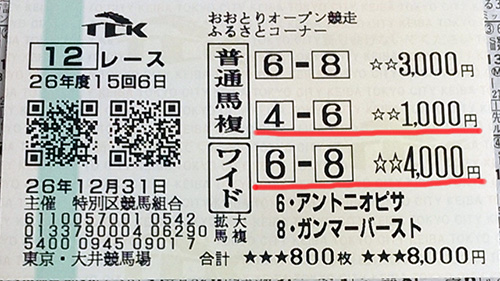 TCK
おおとりオープン競走
ふるさとコーナー
12 レース
26年度15回6日
普通馬複
6-8 ☆☆3,000円
4-6 ☆☆1,000円
ワイド
6-8 ☆☆4,000円
拡大馬複
6・アントニオピサ
8・ガンマーバースト
26年12月31日
主催 特別区競馬組合
6110057001 0542
0133790004 06290
5400 945 0901 7
東京・大井競馬場
合計 ★★★800枚 ★★★8,000円